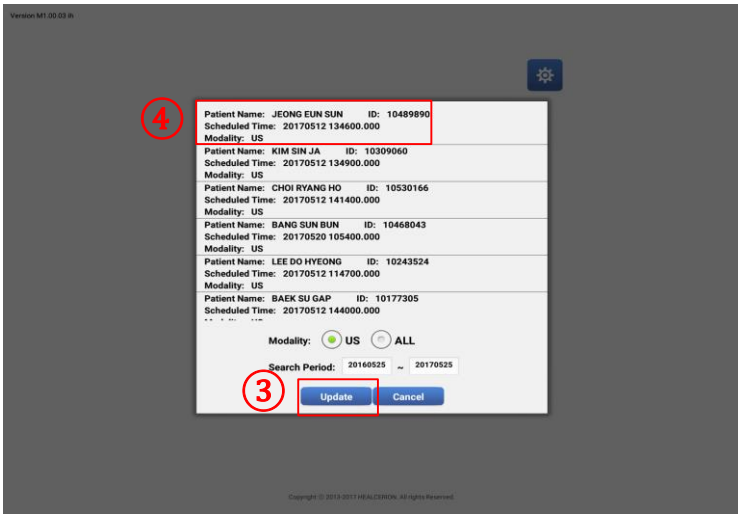 Version M1.00.03.ih
④
Patient Name: JEONG EUN SUN ID: 10489890
Scheduled Time: 20170512 134600.000
Modality: US
Patient Name: KIM SIN JA ID: 10309060
Scheduled Time: 20170512 134900.000
Modality: US
Patient Name: CHOI RYANG HO ID: 10530166
Scheduled Time: 20170512 141400.000
Modality: US
Patient Name: BANG SUN BUN ID: 10468043
Scheduled Time: 20170520 105400.000
Modality: US
Patient Name: LEE DO HYEONG ID: 10243524
Scheduled Time: 20170512 114700.000
Modality: US
Patient Name: BAEK SU GAP ID: 10177305
Scheduled Time: 20170512 144000.000
Modality: US ALL
Search Period: 20160525 ~ 20170525
③
Update Cancel
Copyright © 2013-2017 HEALCERION. All rights Reserved.